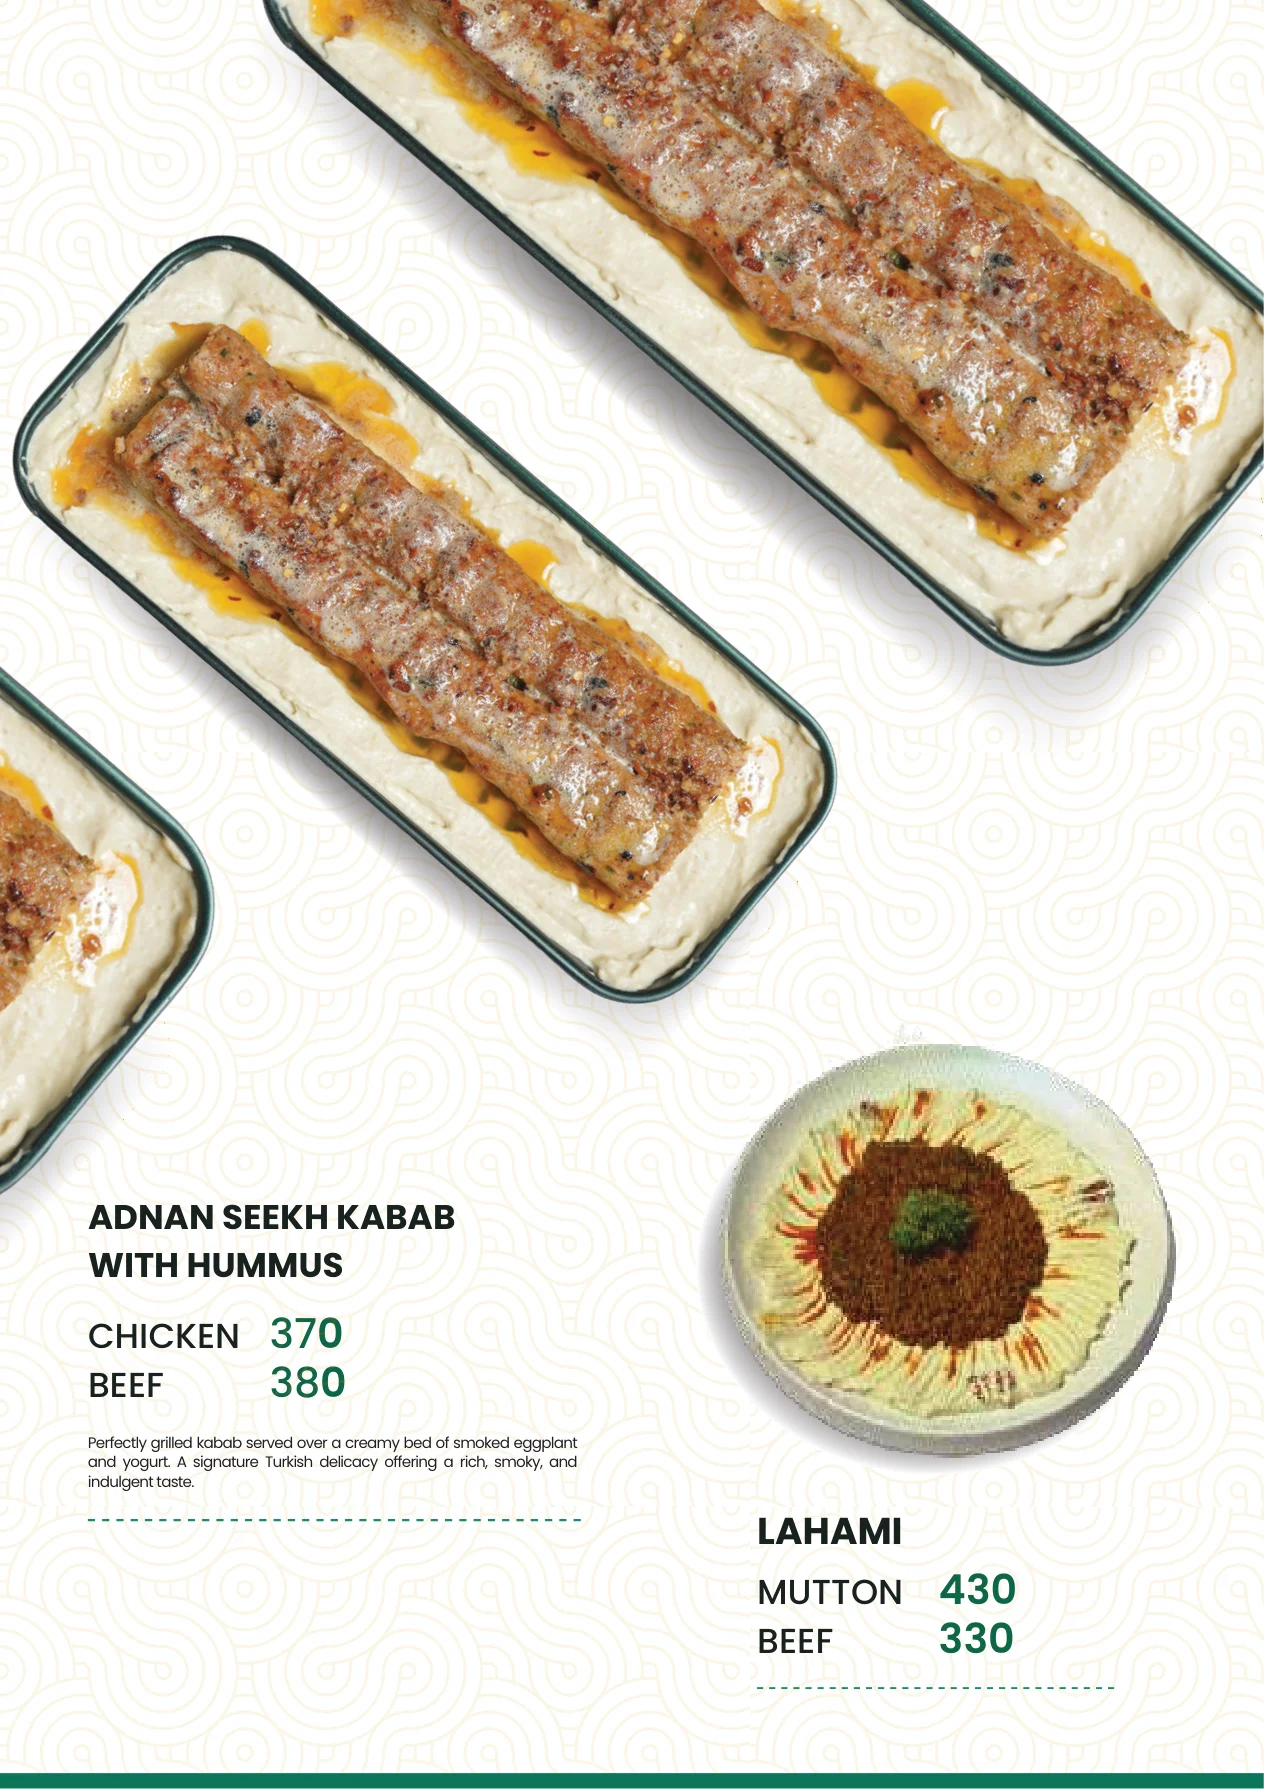 ADNAN SEEKH KABAB
WITH HUMMUS
CHICKEN 370
BEEF 380
Perfectly grilled kabab served over a creamy bed of smoked eggplant
and yogurt. A signature Turkish delicacy offering a rich, smoky, and
indulgent taste.
LAHAMI
MUTTON 430
BEEF 330